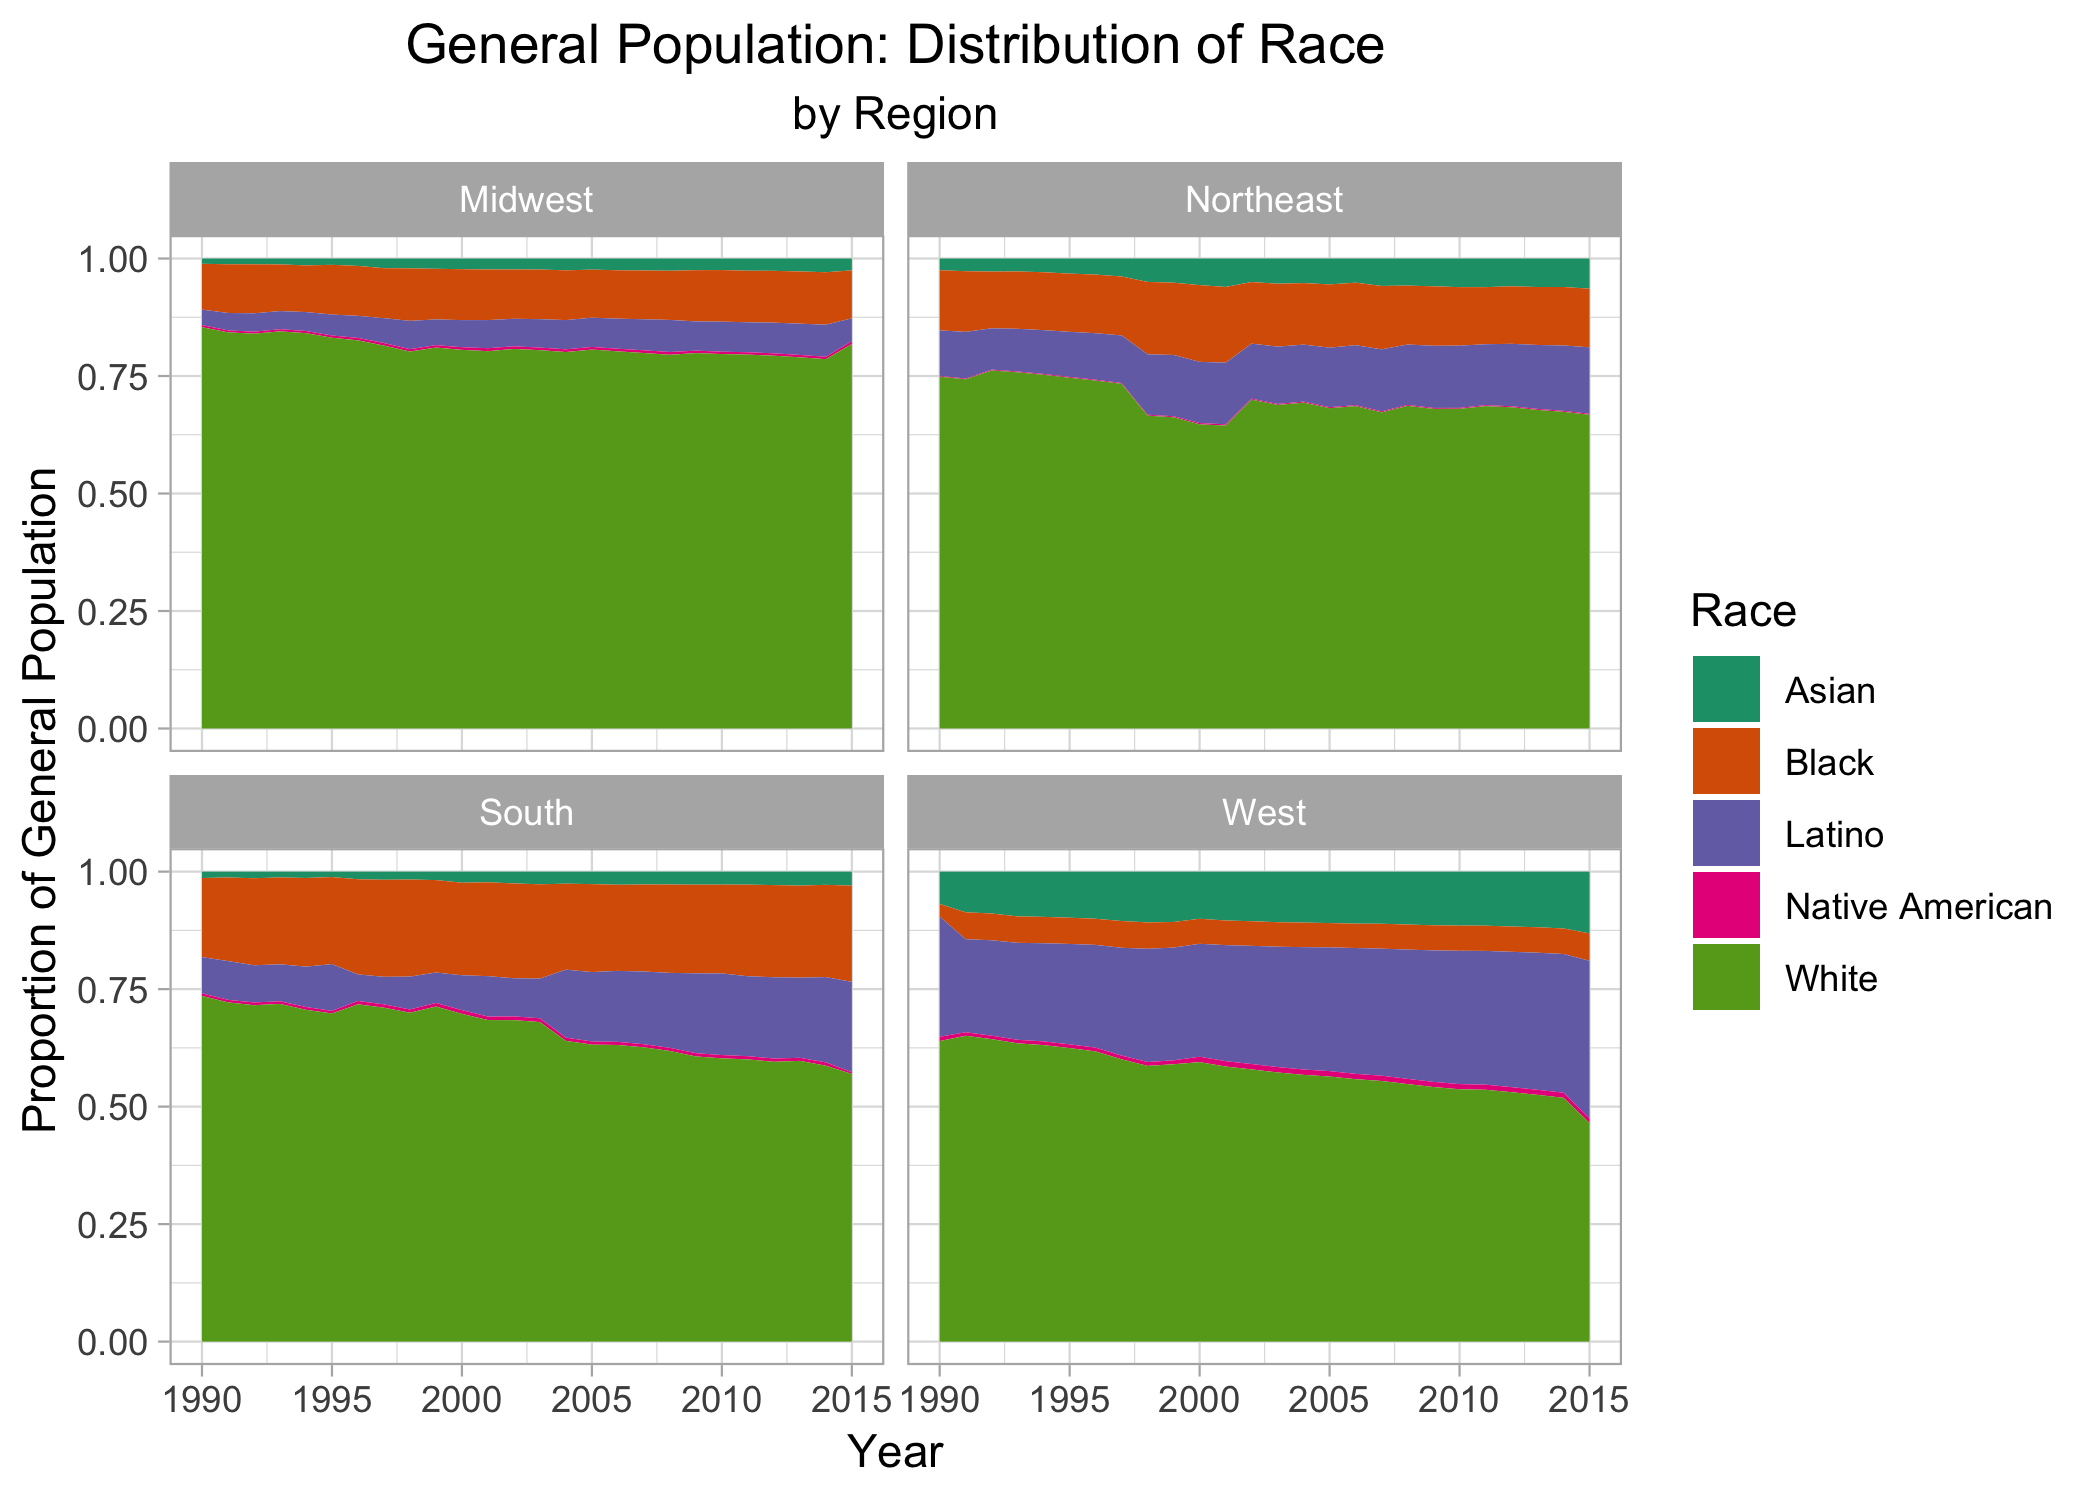 General Population: Distribution of Race
by Region
Midwest
Northeast
1.00
0.75
0.50
0.25
0.00
South
West
1.00
0.75
0.50
0.25
0.00
1990 1995 2000 2005 2010 2015
1990 1995 2000 2005 2010 2015
Year
Proportion of General Population
Race
Asian
Black
Latino
Native American
White